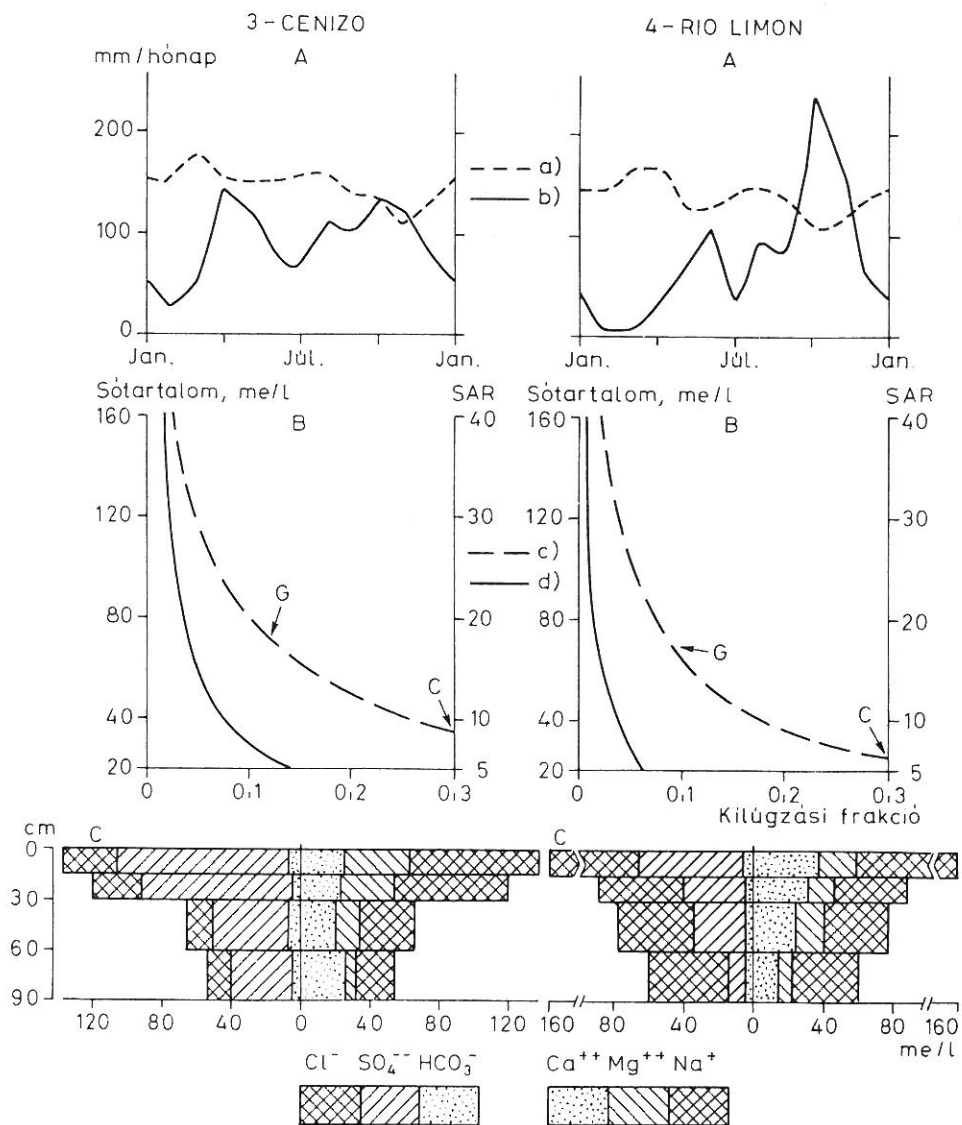 3-CENIZO
4-RIO LIMON
mm/hónap
A
A
200
100
0
a)
b)
Jan.
Júl.
Jan.
Jan.
Júl.
Jan.
Sótartalom, me/l
SAR
Sótartalom, me/l
SAR
B
B
160
120
80
40
20
40
30
20
10
5
160
120
80
40
20
40
30
20
10
5
c)
d)
G
C
G
C
0
0.1
0.2
0.3
0
0.1
0.2
0.3
Kilúgzási frakció
cm
C
C
0
30
60
90
120
80
40
0
40
80
120
160
80
40
0
40
80
160
me/l
Cl⁻ SO₄⁻⁻ HCO₃⁻
Ca⁺⁺ Mg⁺⁺ Na⁺